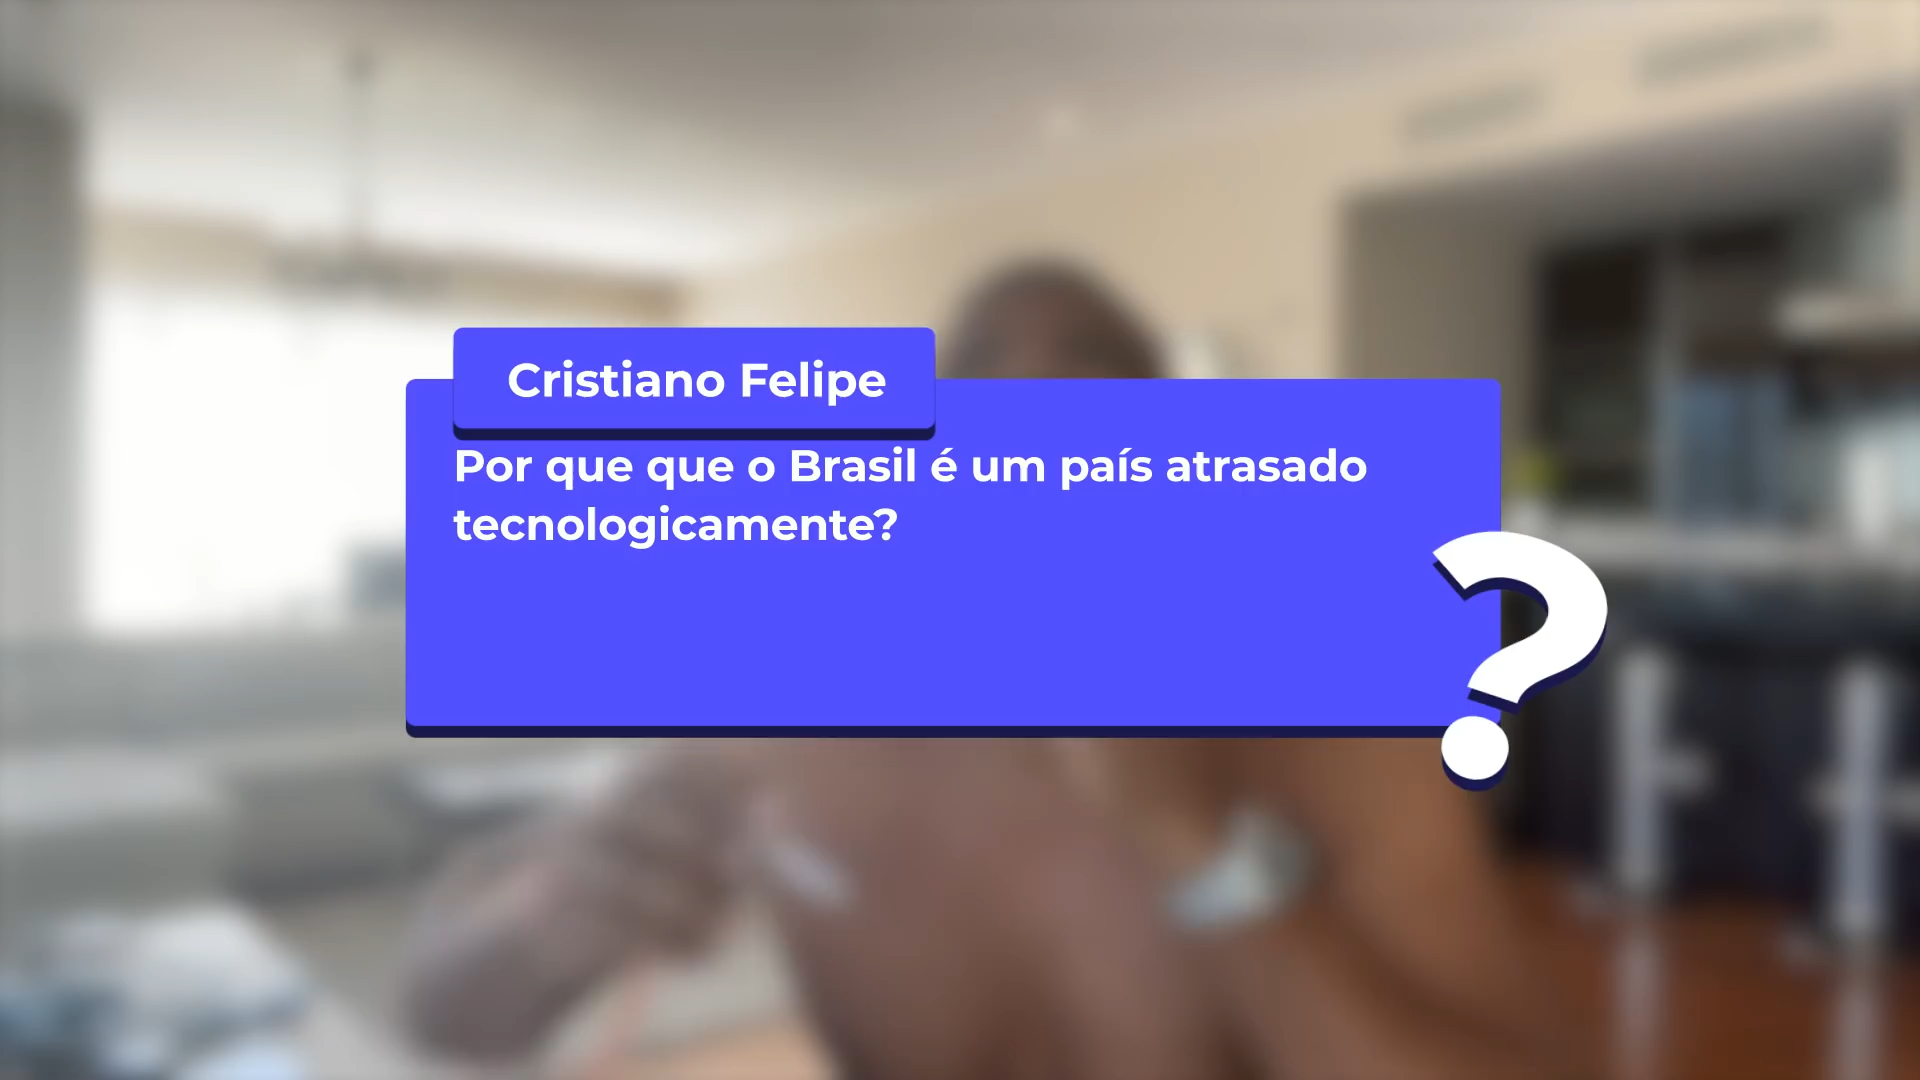 Cristiano Felipe
Por que que o Brasil é um país atrasado
tecnologicamente?
?